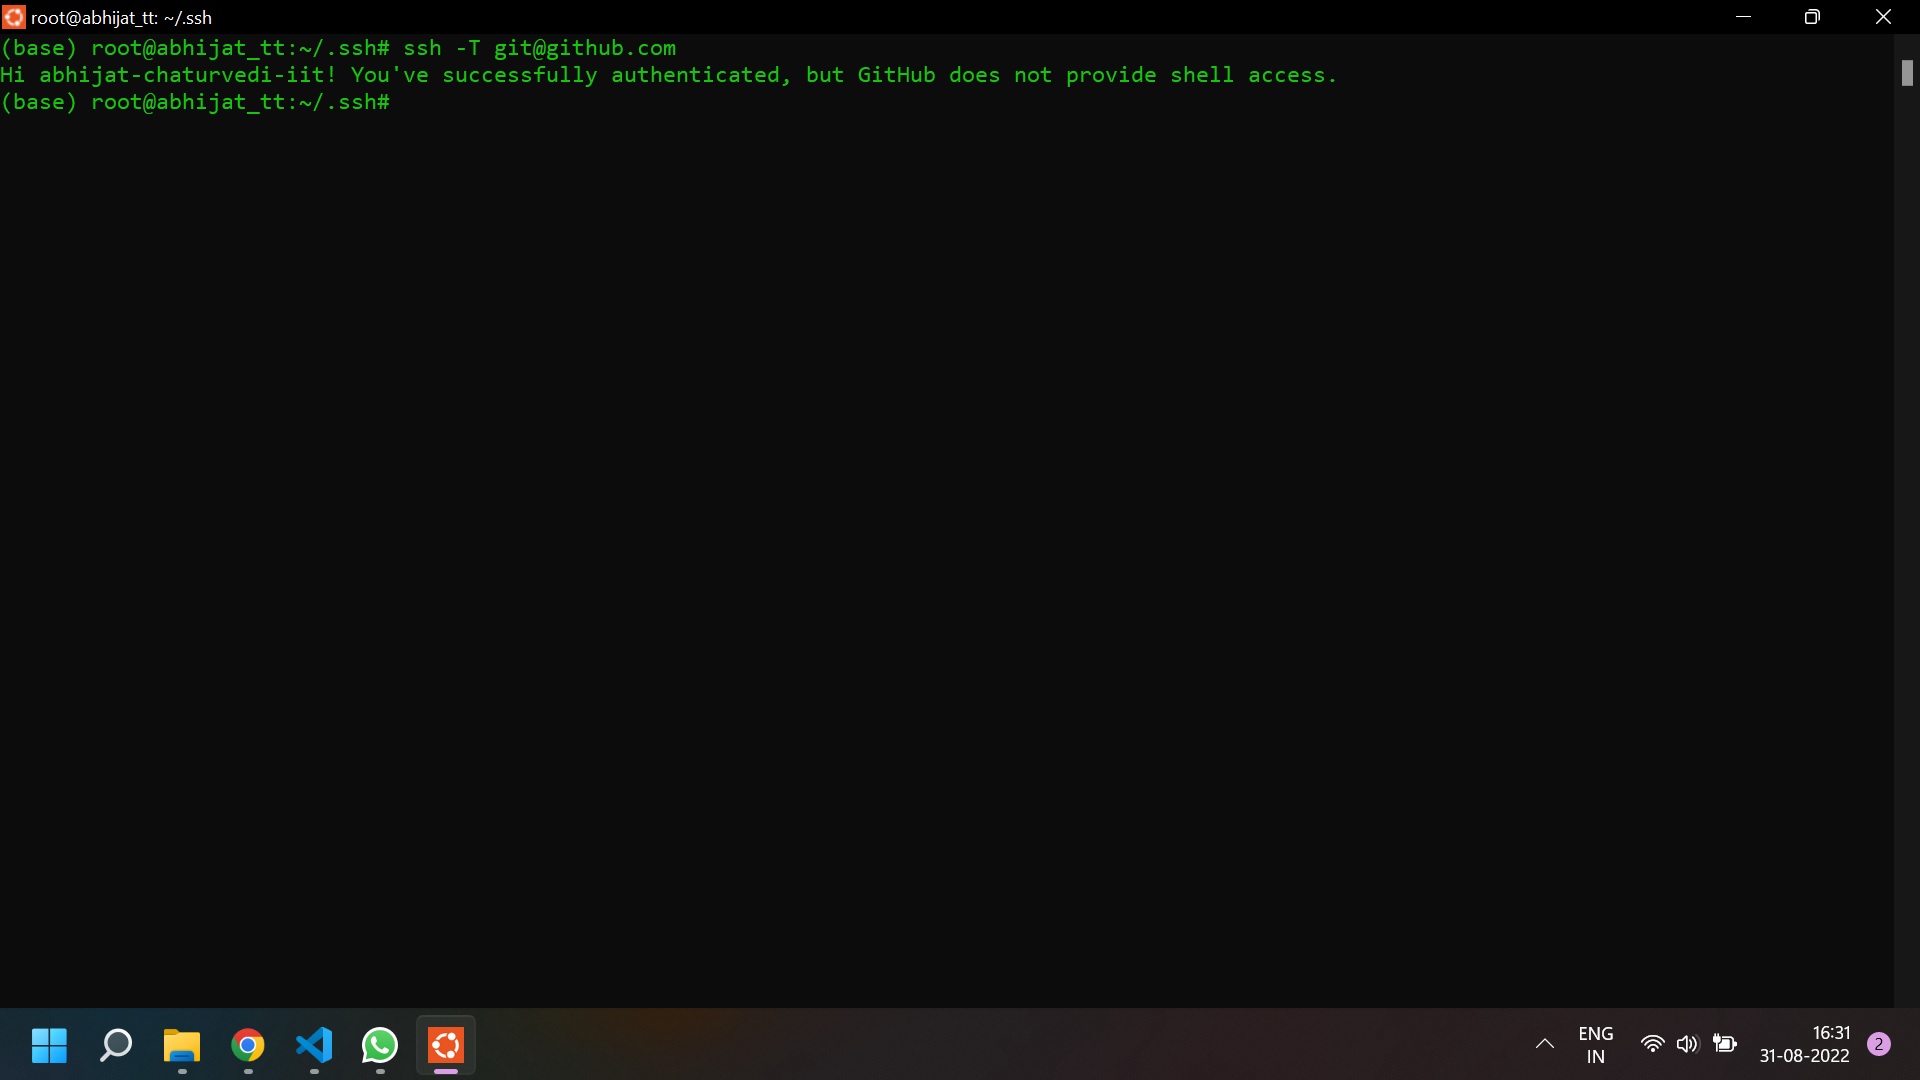 root@abhijat_tt: ~/.ssh
(base) root@abhijat_tt:~/.ssh# ssh -T git@github.com
Hi abhijat-chaturvedi-iit! You've successfully authenticated, but GitHub does not provide shell access.
(base) root@abhijat_tt:~/.ssh#
ENG
IN
16:31
31-08-2022
2